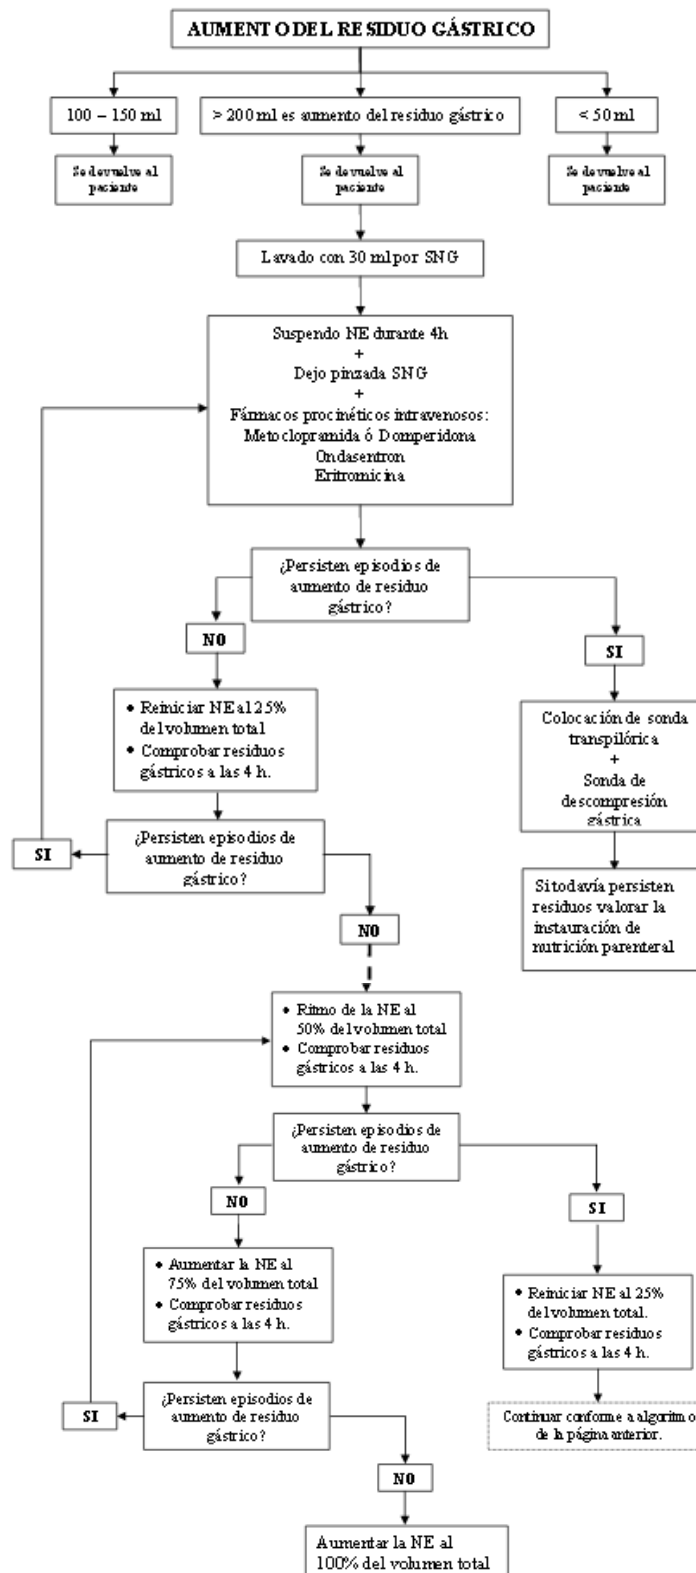 AUMENTO DEL RESIDUO GÁSTRICO
100 – 150 ml
> 200 ml es aumento del residuo gástrico
< 50 ml
Se devuelve al
paciente
Se devuelve al
paciente
Se devuelve al
paciente
Lavado con 30 ml por SNG
Suspendo NE durante 4h
+
Dejo pinzada SNG
+
Fármacos procinéticos intravenosos:
Metoclopramida ó Domperidona
Ondasentron
Eritromicina
¿Persisten episodios de
aumento de residuo
gástrico?
NO
SI
• Reiniciar NE al 25%
del volumen total
• Comprobar residuos
gástricos a las 4 h.
Colocación de sonda
transpilórica
+
Sonda de
descompresión
gástrica
SI
¿Persisten episodios de
aumento de residuo
gástrico?
Si todavía persisten
residuos valorar la
instauración de
nutrición parenteral
NO
• Ritmo de la NE al
50% del volumen total
• Comprobar residuos
gástricos a las 4 h.
¿Persisten episodios de
aumento de residuo
gástrico?
NO
SI
• Aumentar la NE al
75% del volumen total
• Comprobar residuos
gástricos a las 4 h.
• Reiniciar NE al 25%
del volumen total.
• Comprobar residuos
gástricos a las 4 h.
SI
¿Persisten episodios de
aumento de residuo
gástrico?
Continuar conforme a algoritmo
de la página anterior.
NO
Aumentar la NE al
100% del volumen total